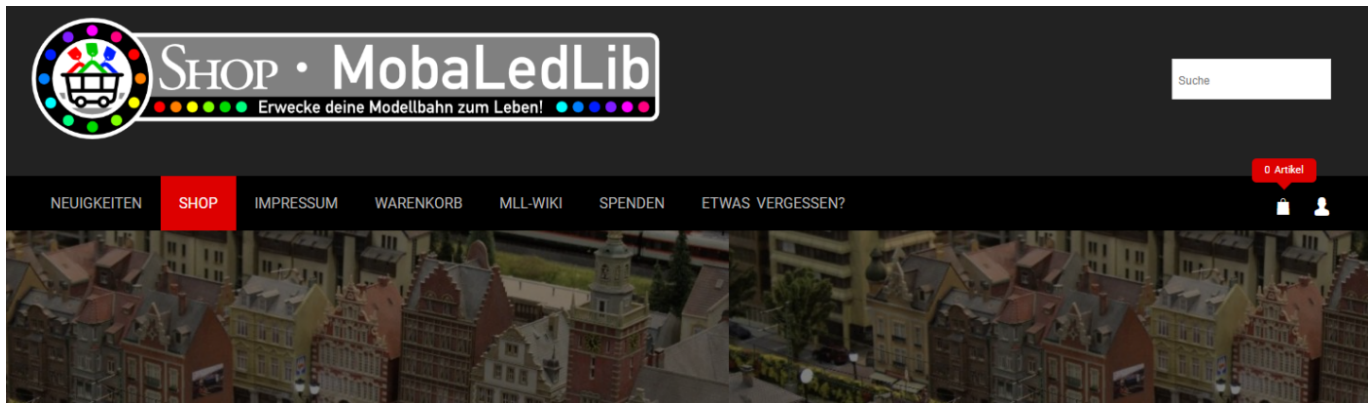 SHOP · MobaLedLib
Erwecke deine Modellbahn zum Leben!
Suche
0 Artikel
NEUIGKEITEN SHOP IMPRESSUM WARENKORB MLL-WIKI SPENDEN ETWAS VERGESSEN?